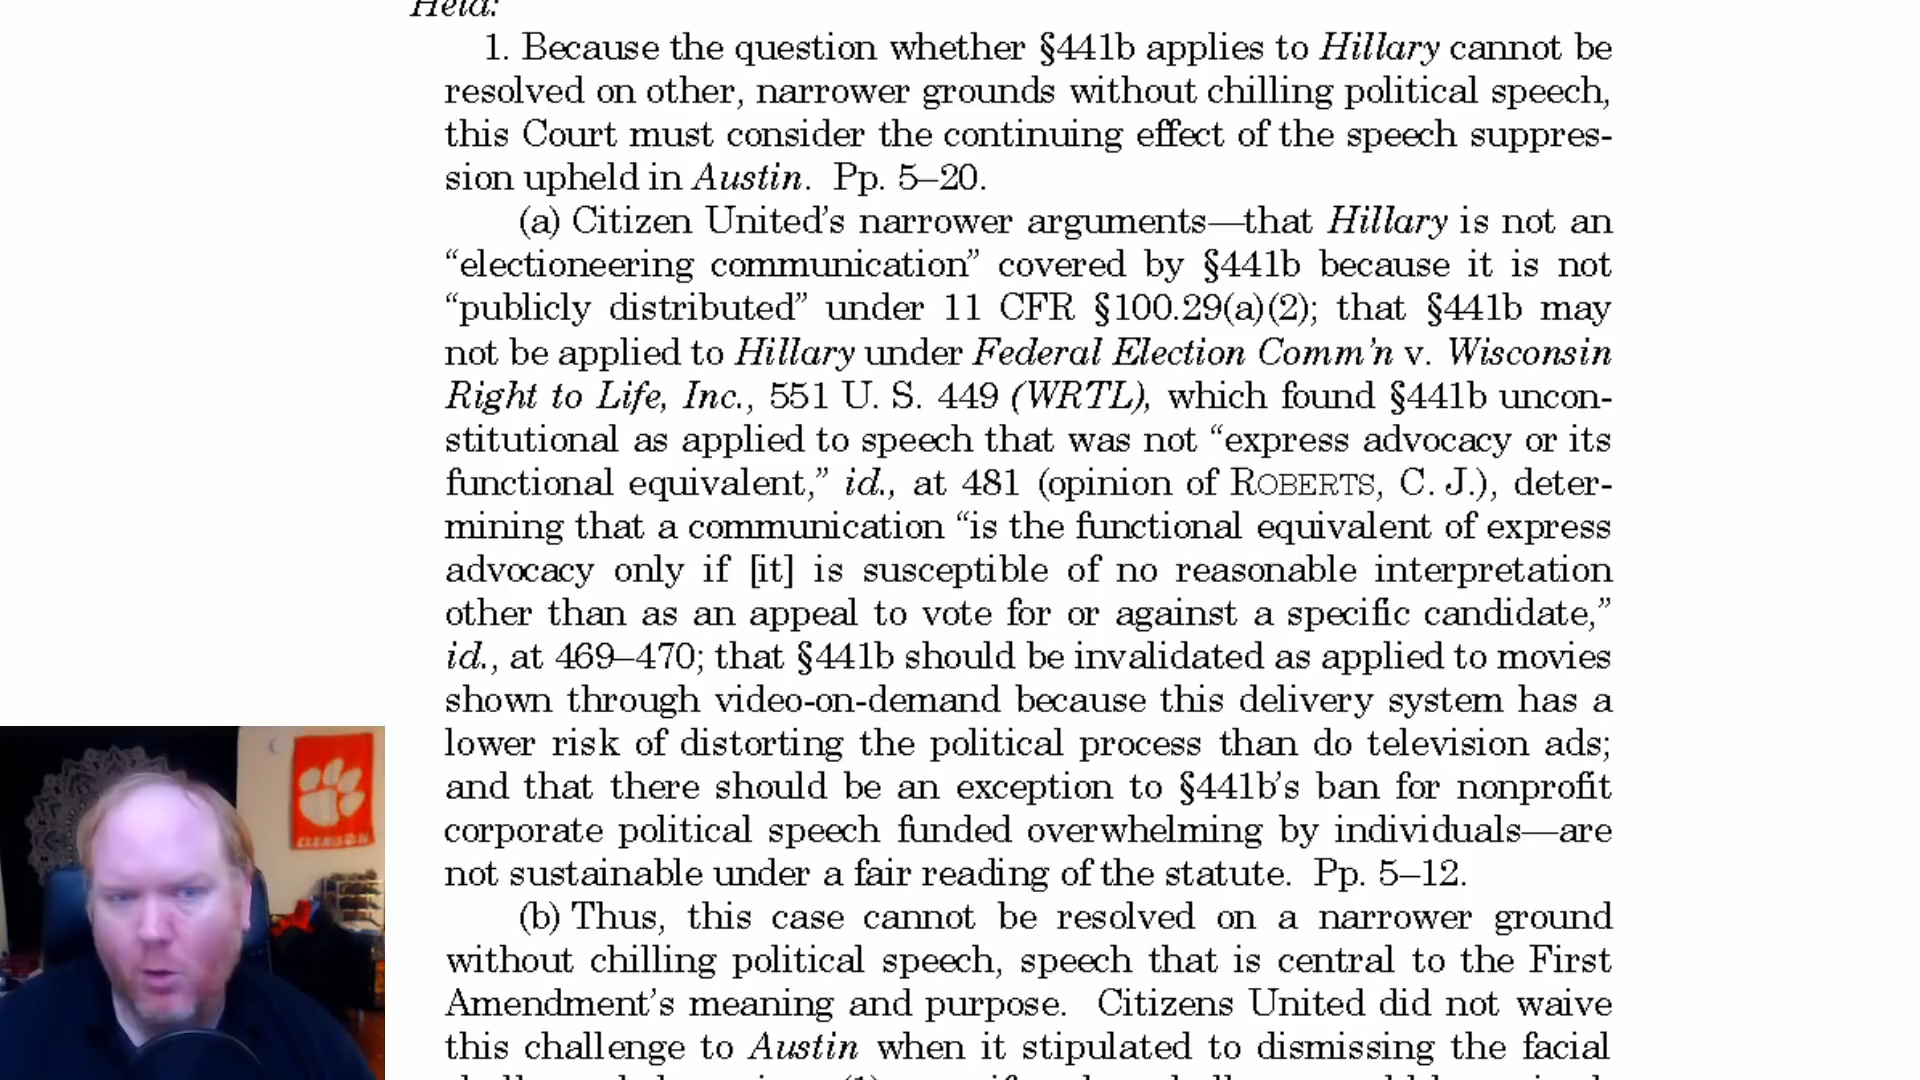 Held:
1. Because the question whether §441b applies to Hillary cannot be
resolved on other, narrower grounds without chilling political speech,
this Court must consider the continuing effect of the speech suppres-
sion upheld in Austin. Pp. 5–20.
(a) Citizen United’s narrower arguments—that Hillary is not an
“electioneering communication” covered by §441b because it is not
“publicly distributed” under 11 CFR §100.29(a)(2); that §441b may
not be applied to Hillary under Federal Election Comm’n v. Wisconsin
Right to Life, Inc., 551 U. S. 449 (WRTL), which found §441b uncon-
stitutional as applied to speech that was not “express advocacy or its
functional equivalent,” id., at 481 (opinion of ROBERTS, C. J.), deter-
mining that a communication “is the functional equivalent of express
advocacy only if [it] is susceptible of no reasonable interpretation
other than as an appeal to vote for or against a specific candidate,”
id., at 469–470; that §441b should be invalidated as applied to movies
shown through video-on-demand because this delivery system has a
lower risk of distorting the political process than do television ads;
and that there should be an exception to §441b’s ban for nonprofit
corporate political speech funded overwhelming by individuals—are
not sustainable under a fair reading of the statute. Pp. 5–12.
(b) Thus, this case cannot be resolved on a narrower ground
without chilling political speech, speech that is central to the First
Amendment’s meaning and purpose. Citizens United did not waive
this challenge to Austin when it stipulated to dismissing the facial
CLEMSON